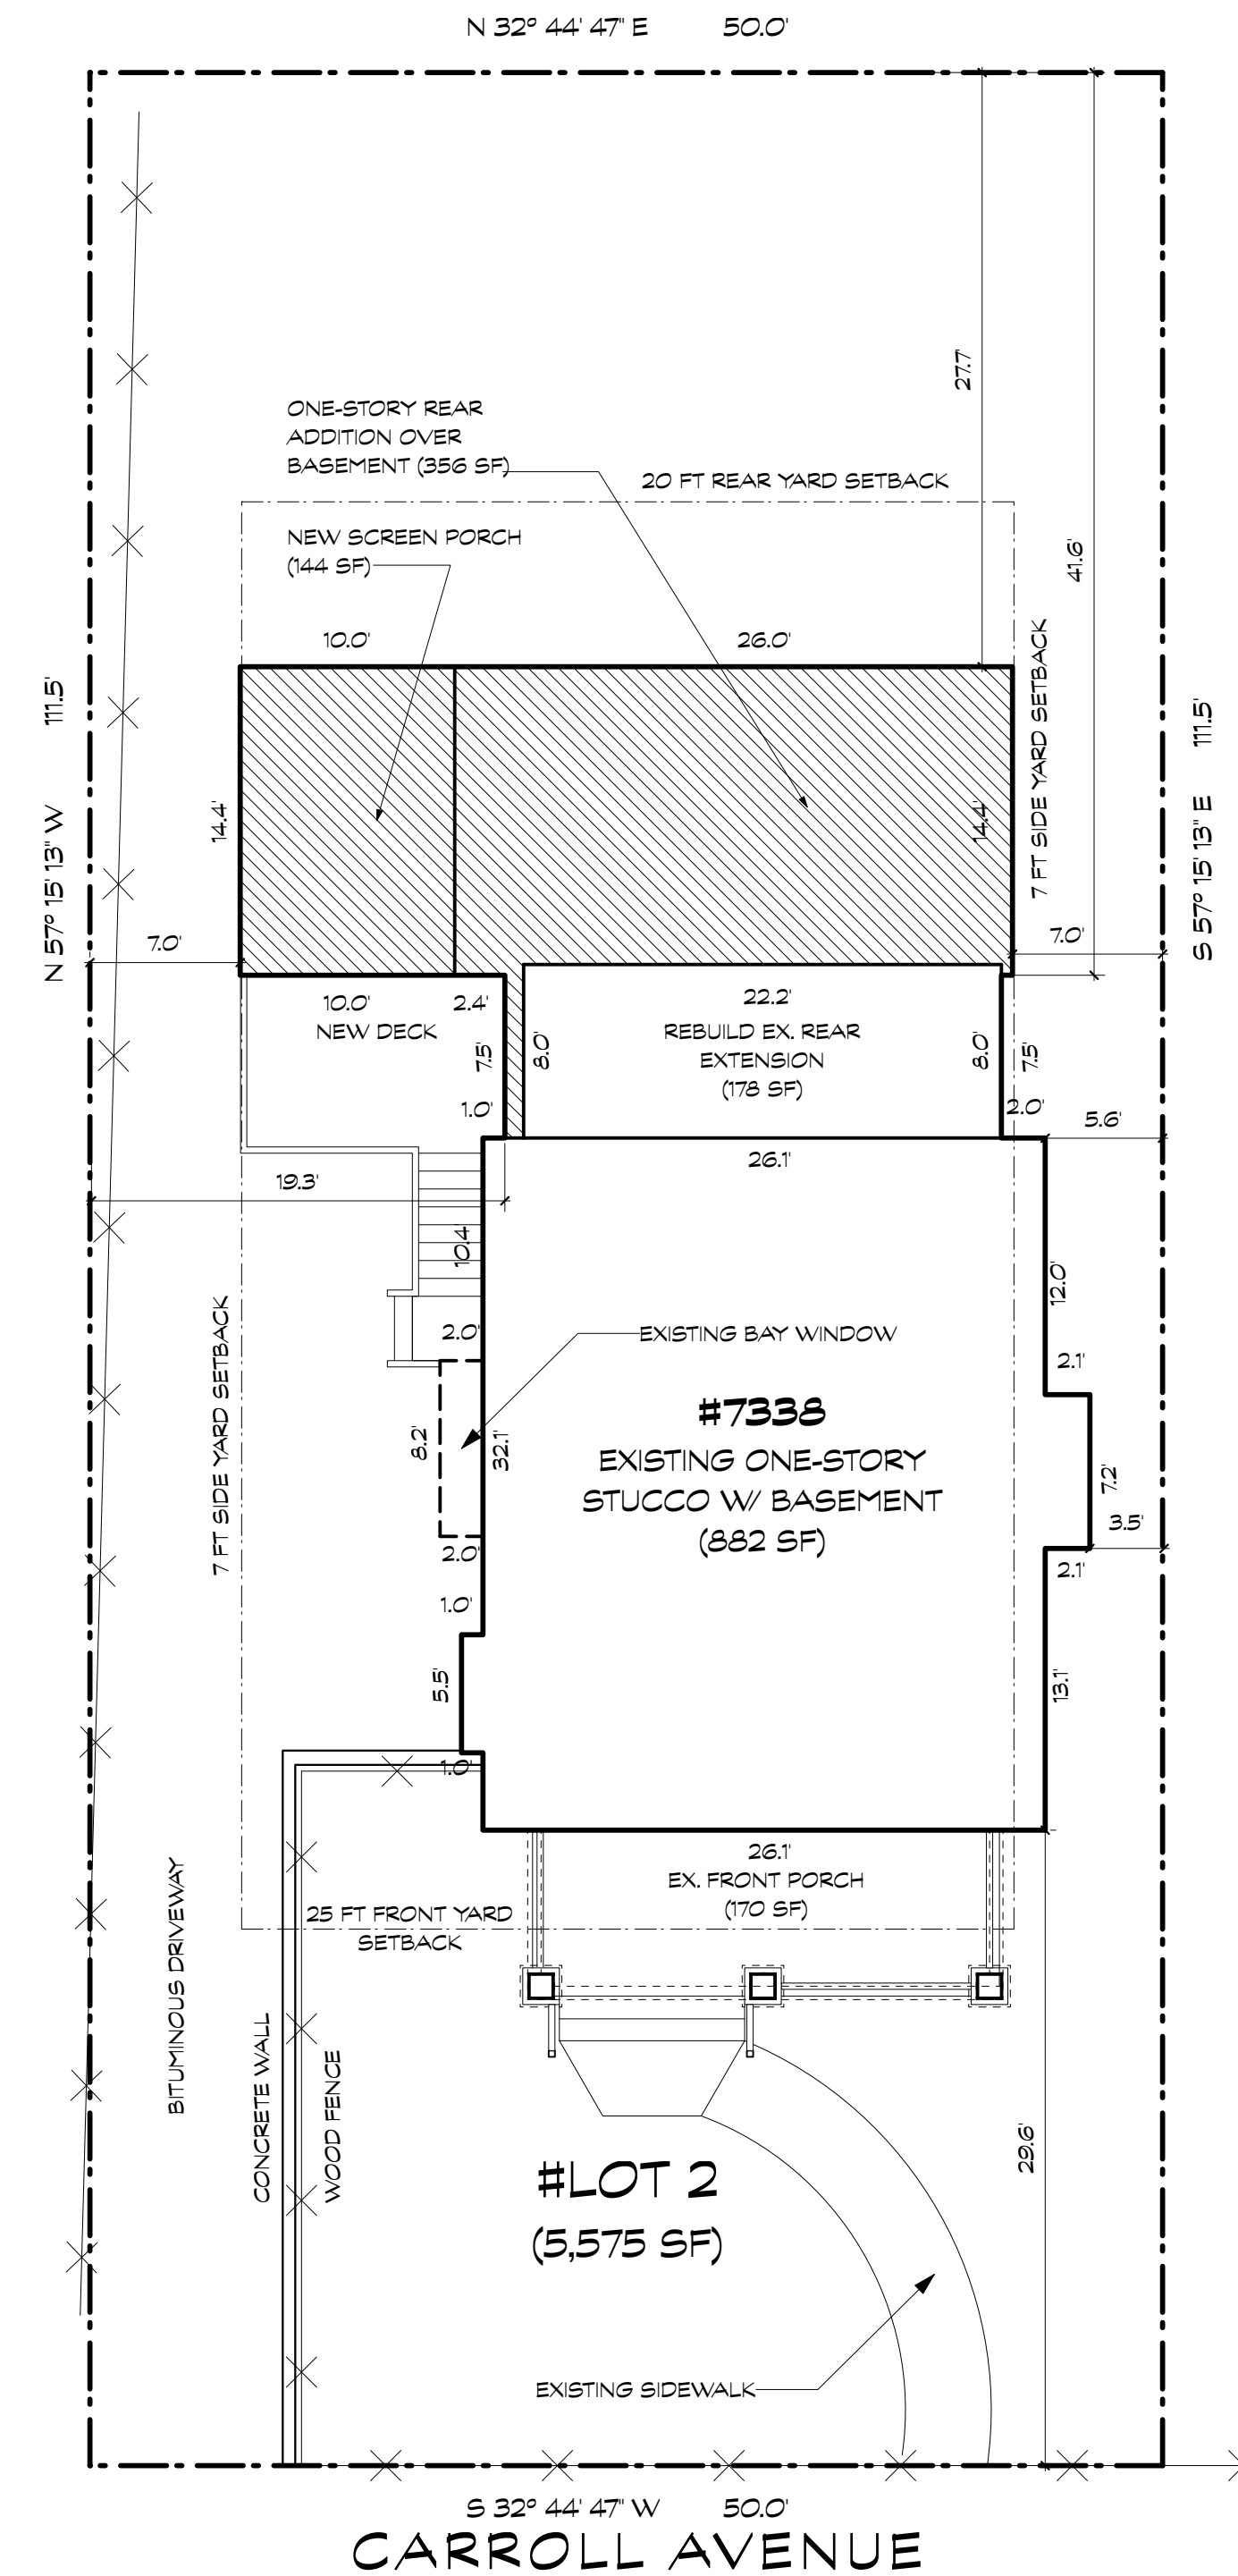 N 32° 44' 47" E 50.0'
27.7'
ONE-STORY REAR
ADDITION OVER
BASEMENT (356 SF)
20 FT REAR YARD SETBACK
NEW SCREEN PORCH
(144 SF)
41.6'
10.0'
26.0'
N 57° 15' 13" W 111.5'
S 57° 15' 13" E 111.5'
7 FT SIDE YARD SETBACK
14.4'
14.4'
7.0'
7.0'
10.0'
2.4'
NEW DECK
22.2'
REBUILD EX. REAR
EXTENSION
(178 SF)
7.5'
8.0'
8.0'
7.5'
1.0'
2.0'
5.6'
26.1'
19.3'
10.4'
12.0'
2.0'
EXISTING BAY WINDOW
2.1'
7 FT SIDE YARD SETBACK
8.2'
32.1'
#7338
EXISTING ONE-STORY
STUCCO W/ BASEMENT
(882 SF)
7.2'
3.5'
2.0'
2.1'
1.0'
5.5'
13.1'
1.0'
26.1'
EX. FRONT PORCH
(170 SF)
25 FT FRONT YARD
SETBACK
BITUMINOUS DRIVEWAY
CONCRETE WALL
WOOD FENCE
29.6'
#LOT 2
(5,575 SF)
EXISTING SIDEWALK
S 32° 44' 47" W 50.0'
CARROLL AVENUE